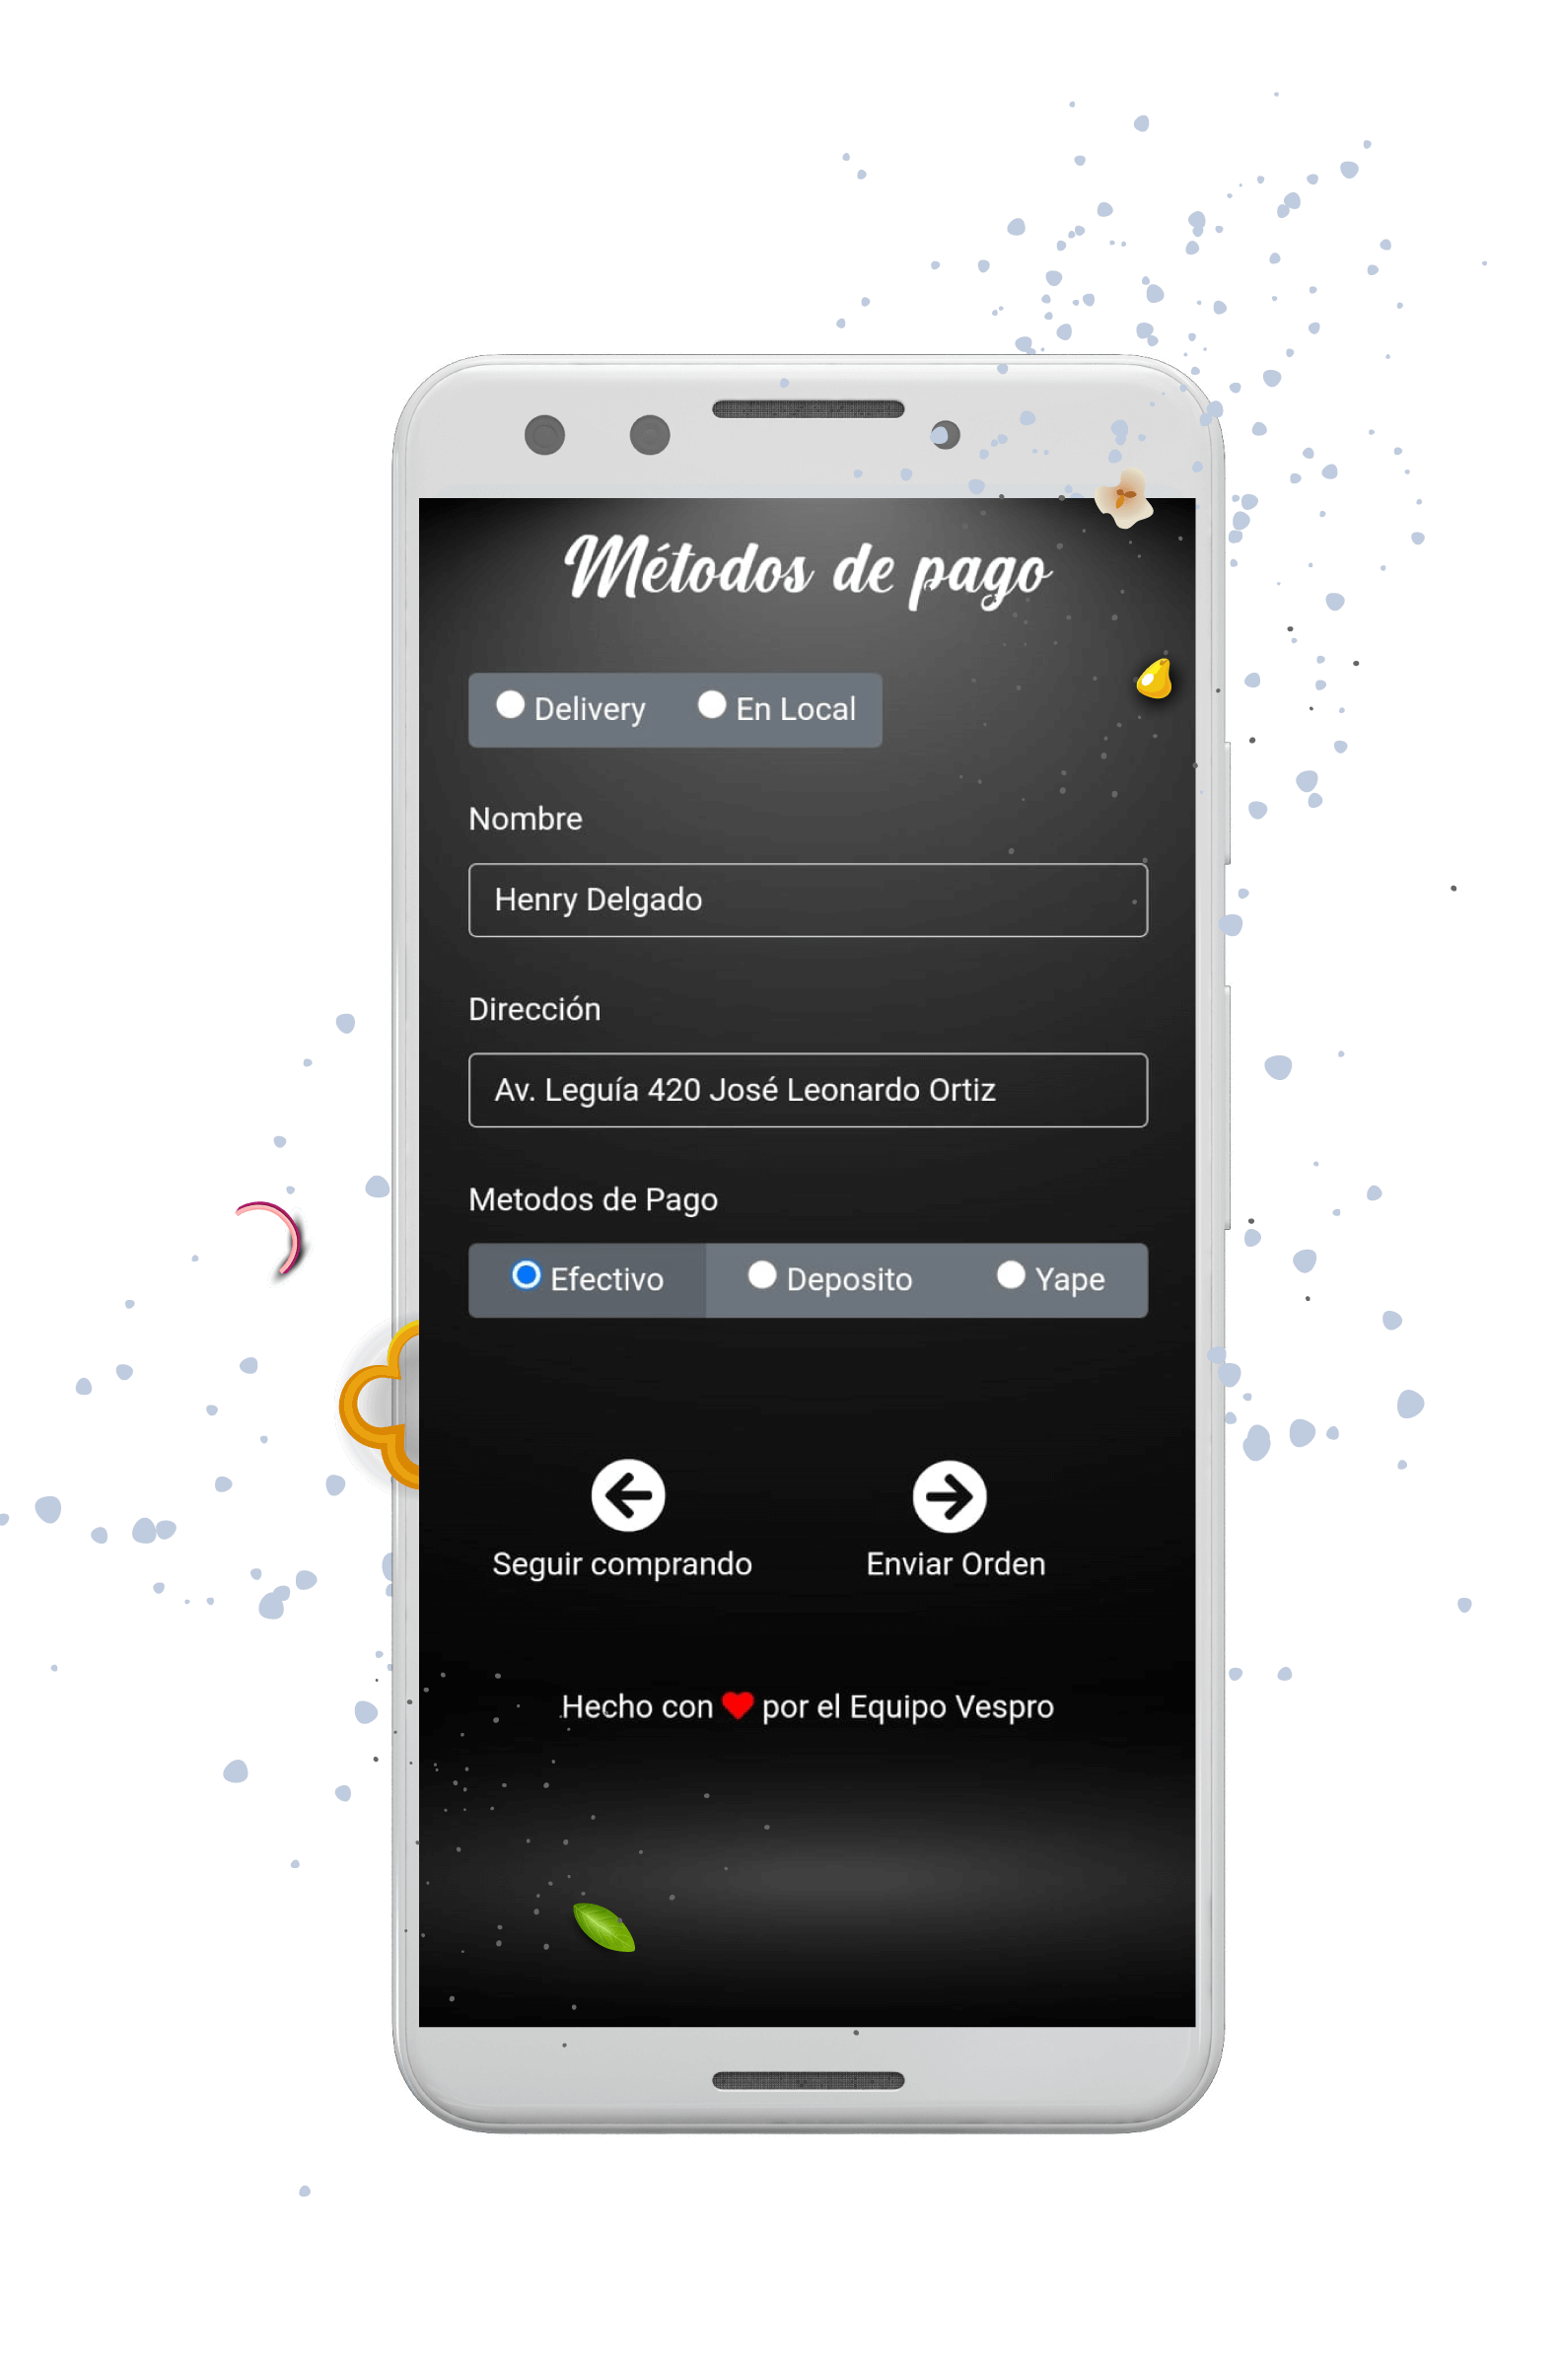 Métodos de pago
Delivery En Local
Nombre
Henry Delgado
Dirección
Av. Leguía 420 José Leonardo Ortiz
Metodos de Pago
Efectivo Deposito Yape
Seguir comprando Enviar Orden
Hecho con ❤ por el Equipo Vespro